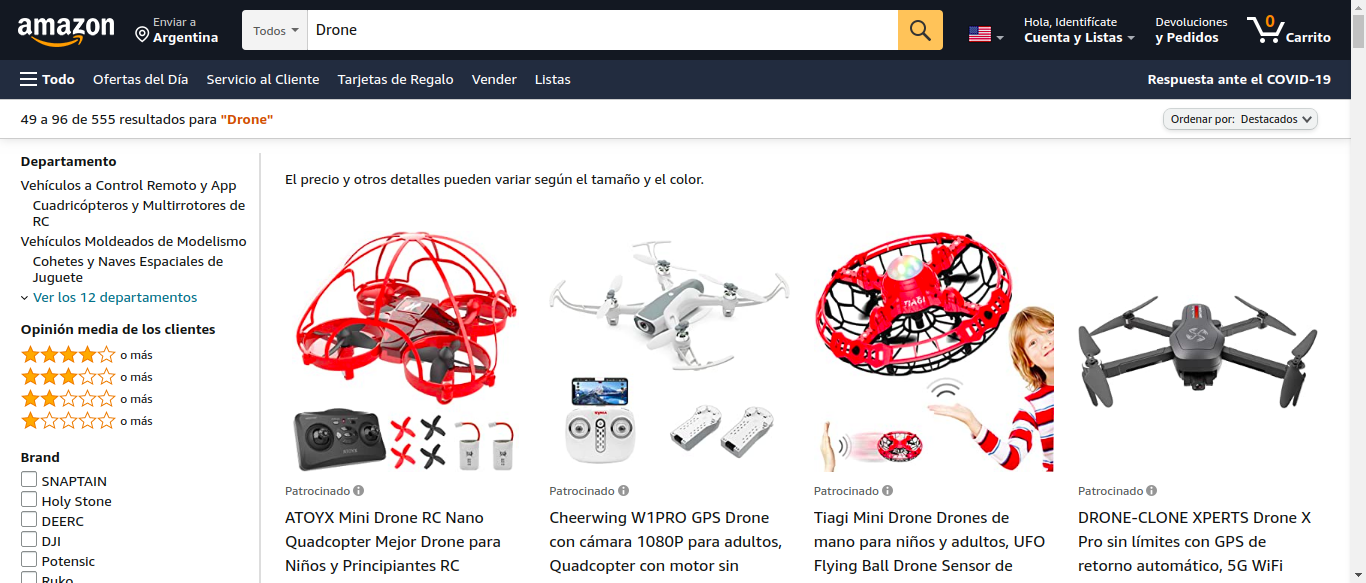 amazon
Enviar a
Argentina
Todos
Drone
Hola, Identifícate
Cuenta y Listas
Devoluciones
y Pedidos
0
Carrito
Todo
Ofertas del Día
Servicio al Cliente
Tarjetas de Regalo
Vender
Listas
Respuesta ante el COVID-19
49 a 96 de 555 resultados para "Drone"
Ordenar por: Destacados
Departamento
Vehículos a Control Remoto y App
Cuadricópteros y Multirrotores de
RC
Vehículos Moldeados de Modelismo
Cohetes y Naves Espaciales de
Juguete
Ver los 12 departamentos
Opinión media de los clientes
o más
o más
o más
o más
Brand
SNAPTAIN
Holy Stone
DEERC
DJI
Potensic
Ruko
El precio y otros detalles pueden variar según el tamaño y el color.
ATOYX
TIAGI
Patrocinado
ATOYX Mini Drone RC Nano
Quadcopter Mejor Drone para
Niños y Principiantes RC
Patrocinado
Cheerwing W1PRO GPS Drone
con cámara 1080P para adultos,
Quadcopter con motor sin
Patrocinado
Tiagi Mini Drone Drones de
mano para niños y adultos, UFO
Flying Ball Drone Sensor de
Patrocinado
DRONE-CLONE XPERTS Drone X
Pro sin límites con GPS de
retorno automático, 5G WiFi